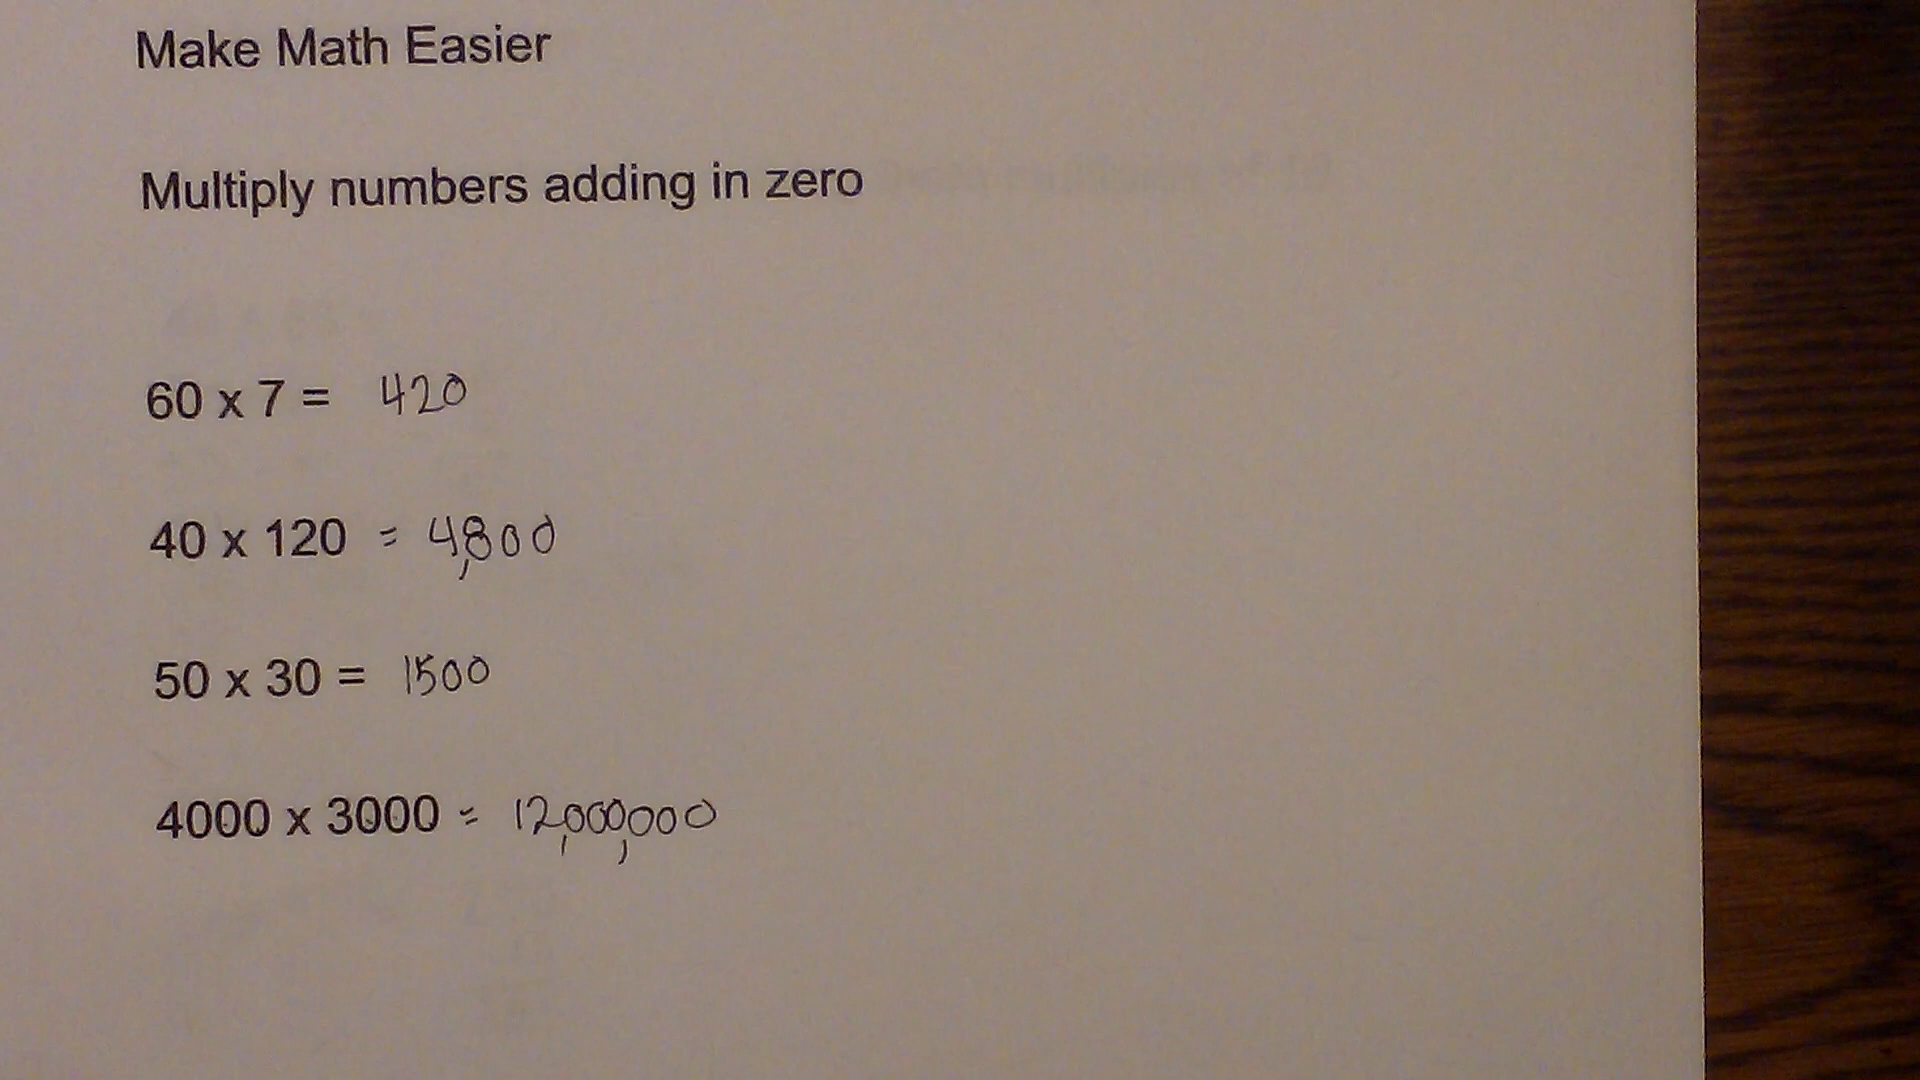 Make Math Easier
Multiply numbers adding in zero
60 x 7 = 420
40 x 120 = 4,800
50 x 30 = 1500
4000 x 3000 = 12,000,000